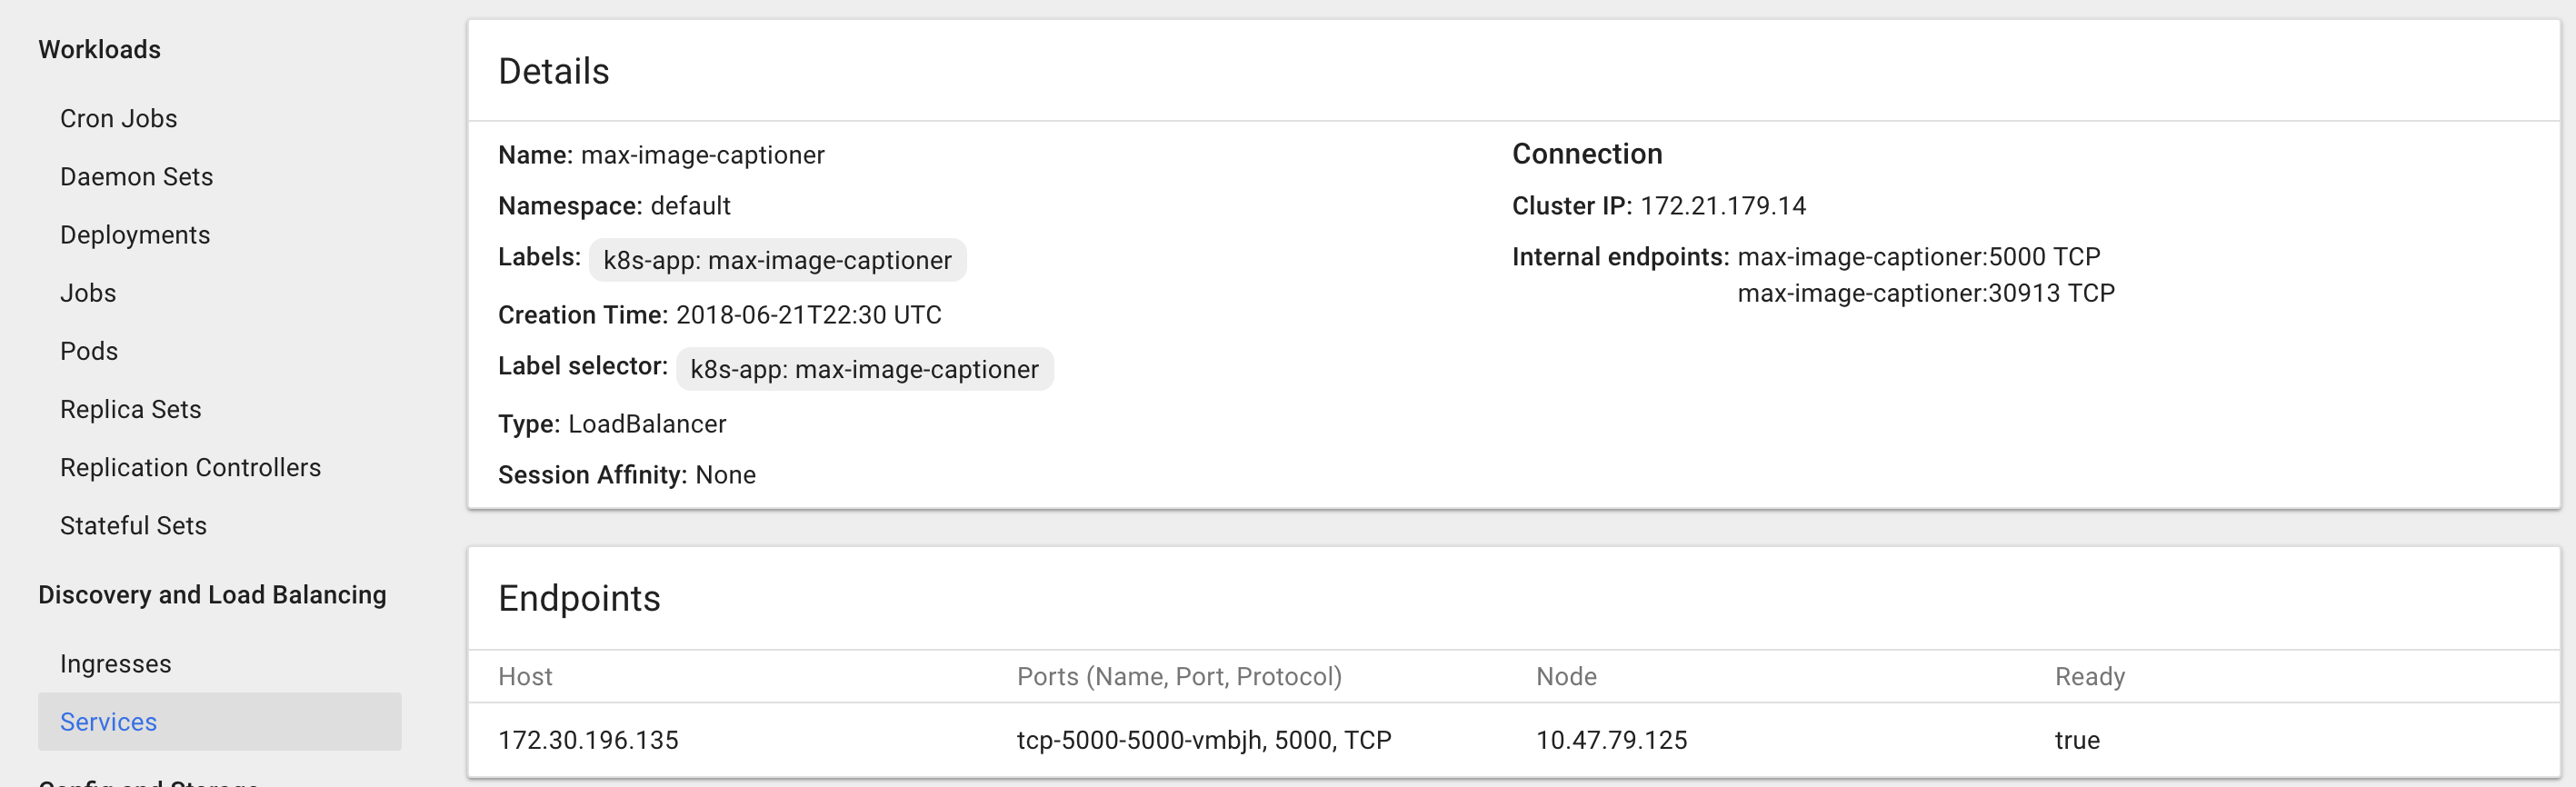 Workloads
Cron Jobs
Daemon Sets
Deployments
Jobs
Pods
Replica Sets
Replication Controllers
Stateful Sets
Discovery and Load Balancing
Ingresses
Services
Config and Storage
Details
Name: max-image-captioner
Namespace: default
Labels: k8s-app: max-image-captioner
Creation Time: 2018-06-21T22:30 UTC
Label selector: k8s-app: max-image-captioner
Type: LoadBalancer
Session Affinity: None
Connection
Cluster IP: 172.21.179.14
Internal endpoints: max-image-captioner:5000 TCP
max-image-captioner:30913 TCP
Endpoints
Host Ports (Name, Port, Protocol) Node Ready
172.30.196.135 tcp-5000-5000-vmbjh, 5000, TCP 10.47.79.125 true